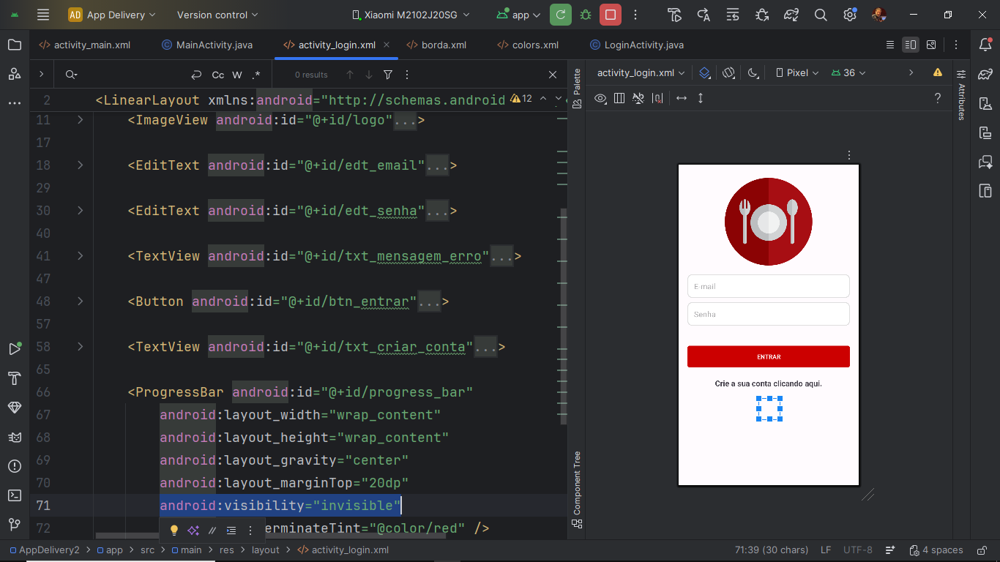 AD App Delivery Version control Xiaomi M2102J20SG app
activity_main.xml MainActivity.java activity_login.xml borda.xml colors.xml LoginActivity.java
Cc W .* 0 results
activity_login.xml Pixel 36
2 <LinearLayout xmlns:android="http://schemas.android 12
11 <ImageView android:id="@+id/logo"...>
17
18 <EditText android:id="@+id/edt_email"...>
29
30 <EditText android:id="@+id/edt_senha"...>
40
41 <TextView android:id="@+id/txt_mensagem_erro"...>
47
48 <Button android:id="@+id/btn_entrar"...>
57
58 <TextView android:id="@+id/txt_criar_conta"...>
65
66 <ProgressBar android:id="@+id/progress_bar"
67 android:layout_width="wrap_content"
68 android:layout_height="wrap_content"
69 android:layout_gravity="center"
70 android:layout_marginTop="20dp"
71 android:visibility="invisible"
72 erminateTint="@color/red" />
Palette
Component Tree
Attributes
?
E-mail
Senha
ENTRAR
Crie a sua conta clicando aqui.
AppDelivery2 > app > src > main > res > layout > activity_login.xml 71:39 (30 chars) LF UTF-8 4 spaces